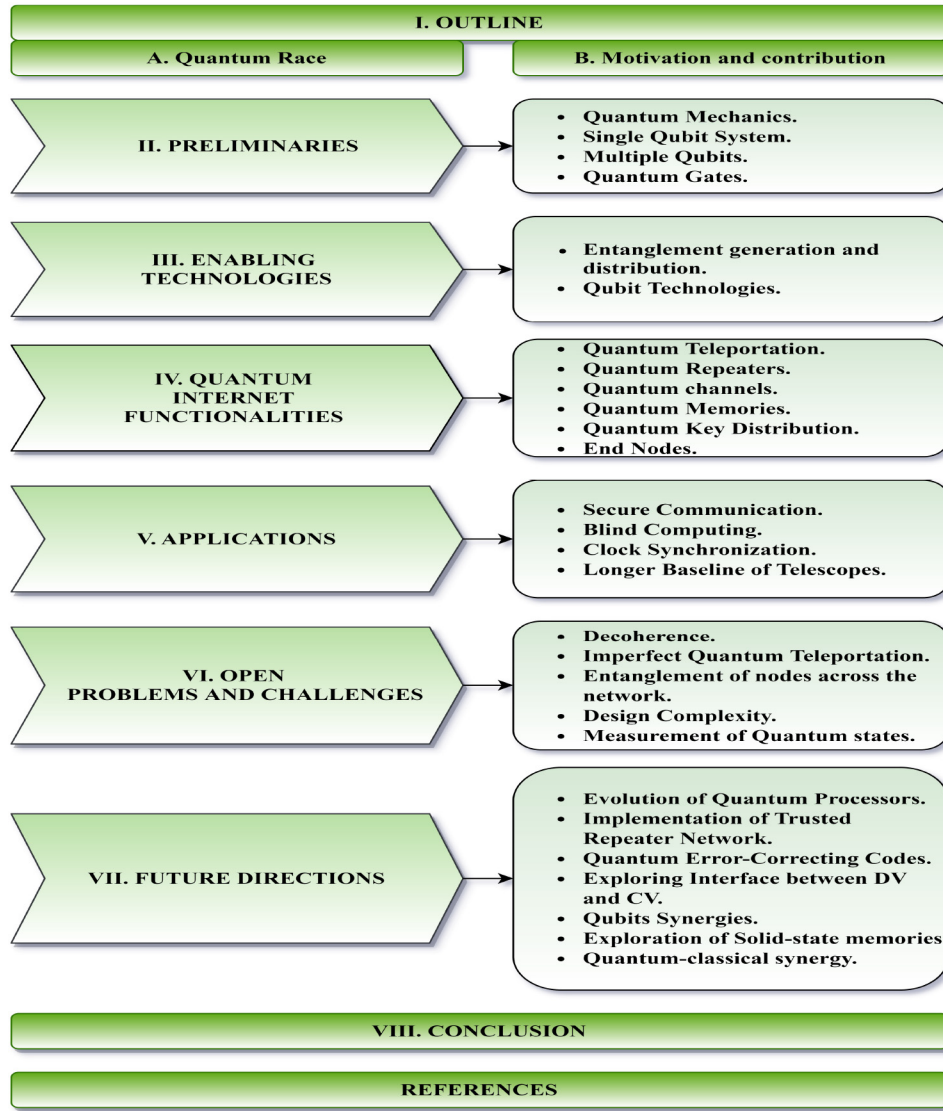 I. OUTLINE
A. Quantum Race
B. Motivation and contribution
II. PRELIMINARIES
• Quantum Mechanics.
• Single Qubit System.
• Multiple Qubits.
• Quantum Gates.
III. ENABLING
TECHNOLOGIES
• Entanglement generation and
distribution.
• Qubit Technologies.
IV. QUANTUM
INTERNET
FUNCTIONALITIES
• Quantum Teleportation.
• Quantum Repeaters.
• Quantum channels.
• Quantum Memories.
• Quantum Key Distribution.
• End Nodes.
V. APPLICATIONS
• Secure Communication.
• Blind Computing.
• Clock Synchronization.
• Longer Baseline of Telescopes.
VI. OPEN
PROBLEMS AND CHALLENGES
• Decoherence.
• Imperfect Quantum Teleportation.
• Entanglement of nodes across the
network.
• Design Complexity.
• Measurement of Quantum states.
VII. FUTURE DIRECTIONS
• Evolution of Quantum Processors.
• Implementation of Trusted
Repeater Network.
• Quantum Error-Correcting Codes.
• Exploring Interface between DV
and CV.
• Qubits Synergies.
• Exploration of Solid-state memories
• Quantum-classical synergy.
VIII. CONCLUSION
REFERENCES